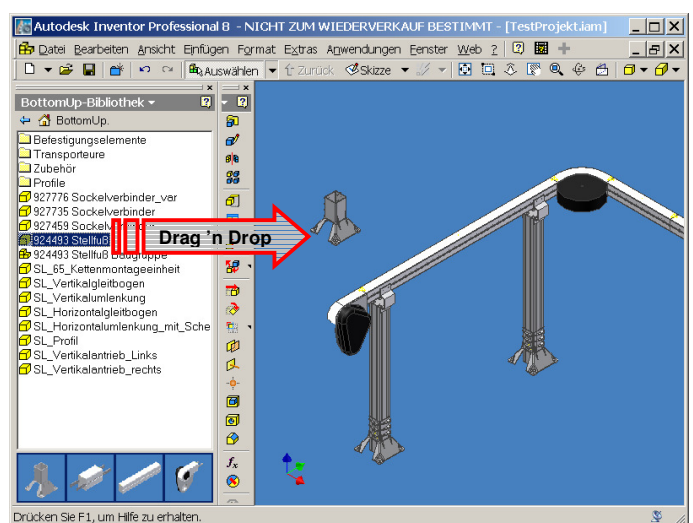 Autodesk Inventor Professional 8 - NICHT ZUM WIEDERVERKAUF BESTIMMT - [TestProjekt.iam]
Datei Bearbeiten Ansicht Einfügen Format Extras Anwendungen Fenster Web ?
Auswählen Zurück Skizze
BottomUp-Bibliothek
BottomUp.
Befestigungselemente
Transporteure
Zubehör
Profile
927776 Sockelverbinder_var
927735 Sockelverbinder
927459
924493 Stellfuß
Drag 'n Drop
924493 Stellfuß Baugruppe
SL_65_Kettenmontageeinheit
SL_Vertikalgleitbogen
SL_Vertikalumlenkung
SL_Horizontalgleitbogen
SL_Horizontalumlenkung_mit_Sche
SL_Profil
SL_Vertikalantrieb_Links
SL_Vertikalantrieb_rechts
fx
Drücken Sie F1, um Hilfe zu erhalten.